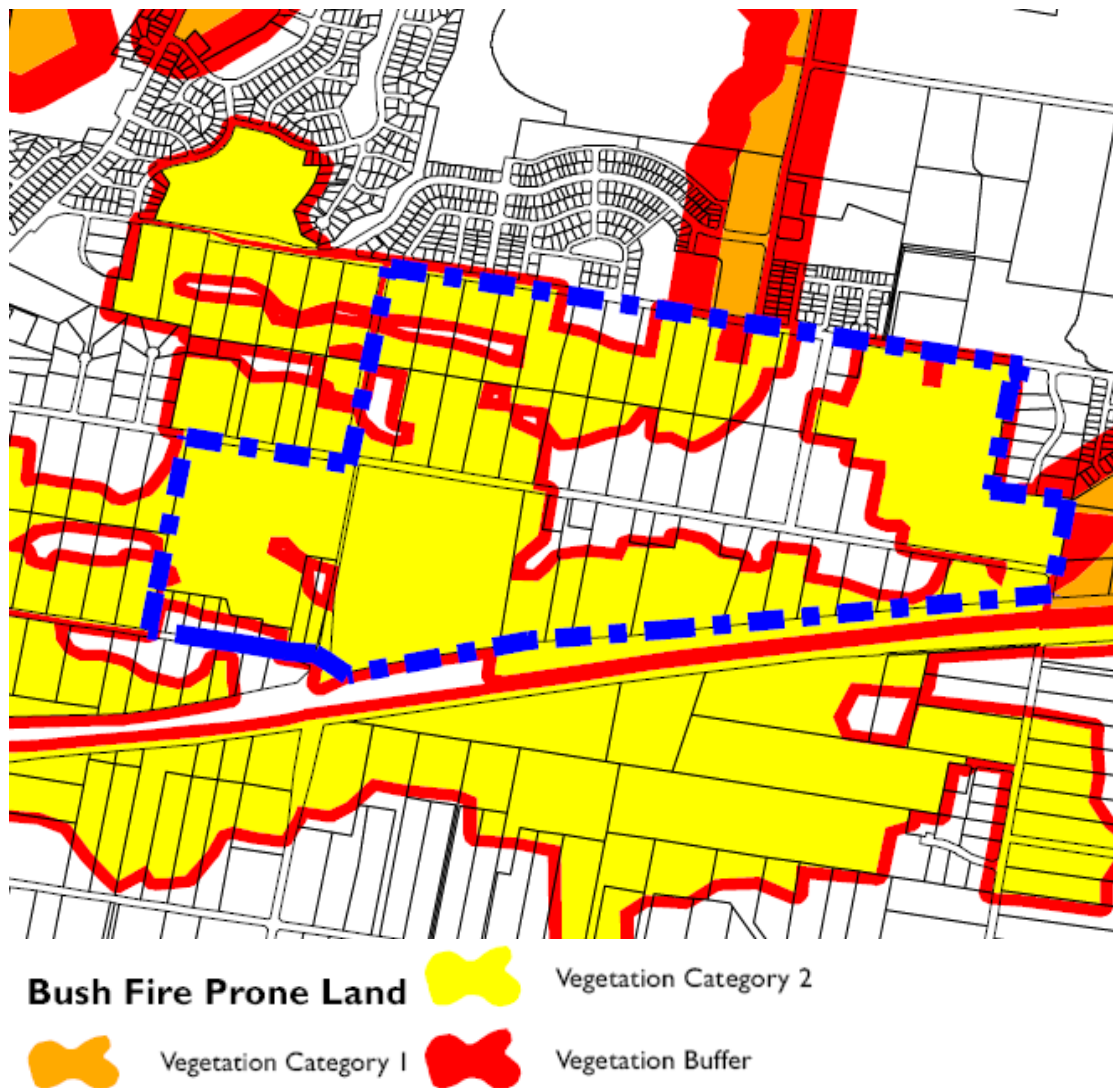 Bush Fire Prone Land
Vegetation Category 2
Vegetation Category 1
Vegetation Buffer